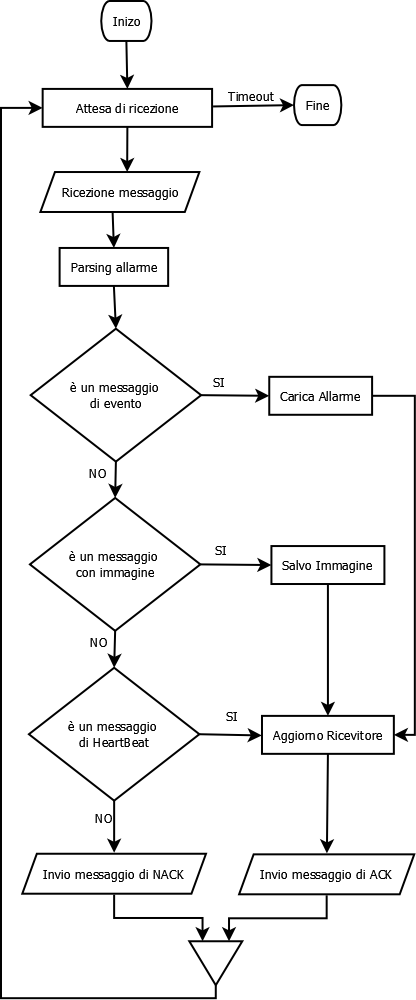 Inizo
Attesa di ricezione
Timeout
Fine
Ricezione messaggio
Parsing allarme
è un messaggio
di evento
SI
Carica Allarme
NO
è un messaggio
con immagine
SI
Salvo Immagine
NO
è un messaggio
di HeartBeat
SI
Aggiorno Ricevitore
NO
Invio messaggio di NACK
Invio messaggio di ACK